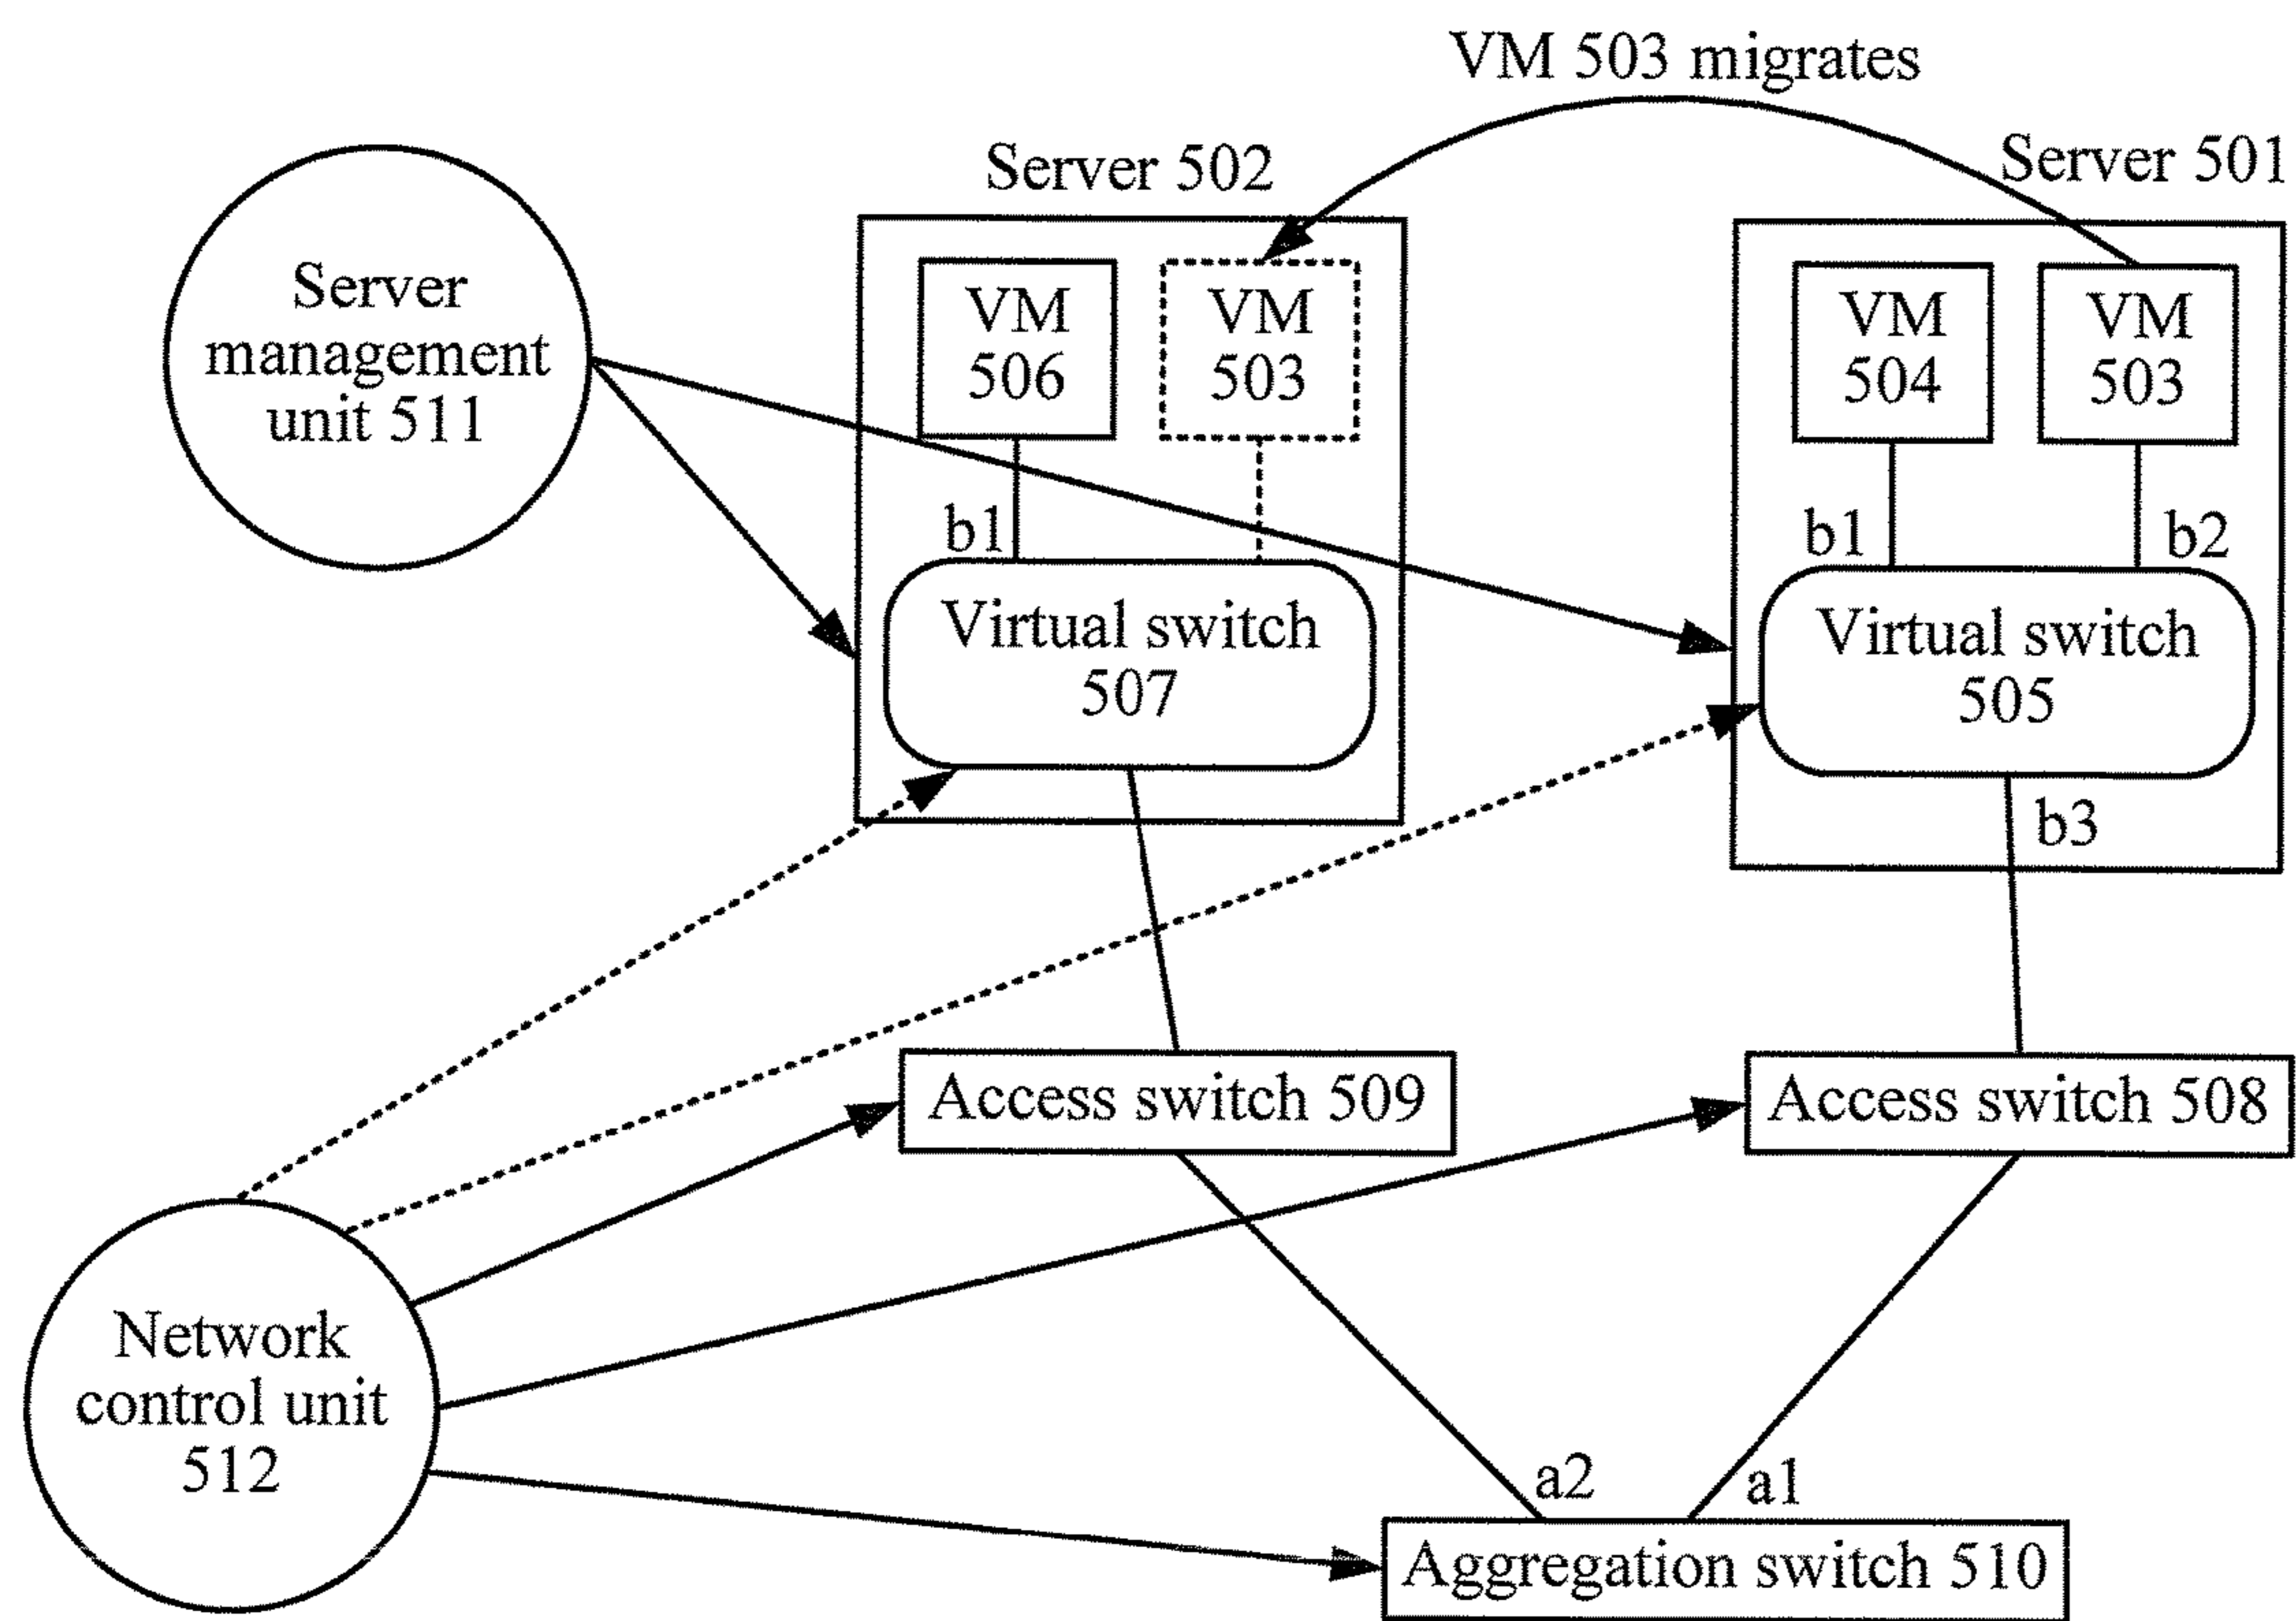 VM 503 migrates
Server 502
Server 501
Server
management
unit 511
VM
506
VM
503
VM
504
VM
503
b1
b1
b2
Virtual switch
507
Virtual switch
505
b3
Access switch 509
Access switch 508
Network
control unit
512
a2
a1
Aggregation switch 510